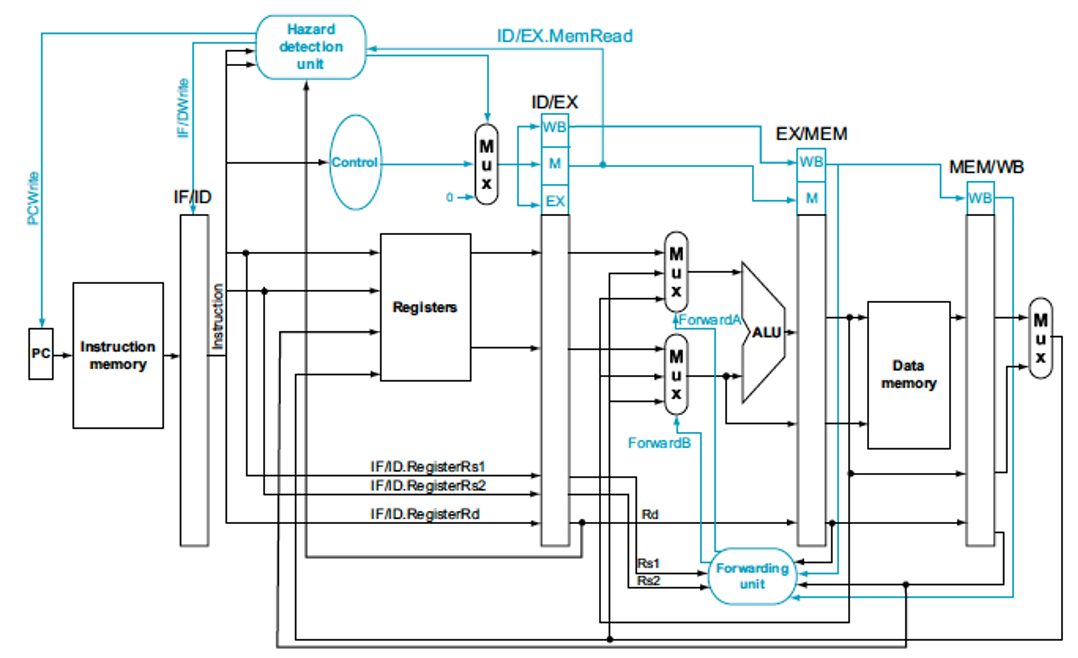 Hazard
detection
unit
ID/EX.MemRead
IF/DWrite
PCWrite
ID/EX
WB
M
EX
EX/MEM
WB
M
MEM/WB
WB
Control
0
Mux
IF/ID
Instruction
PC
Instruction
memory
Registers
Mux
ForwardA
ALU
Mux
ForwardB
Data
memory
Mux
IF/ID.RegisterRs1
IF/ID.RegisterRs2
IF/ID.RegisterRd
Rd
Rs1
Rs2
Forwarding
unit